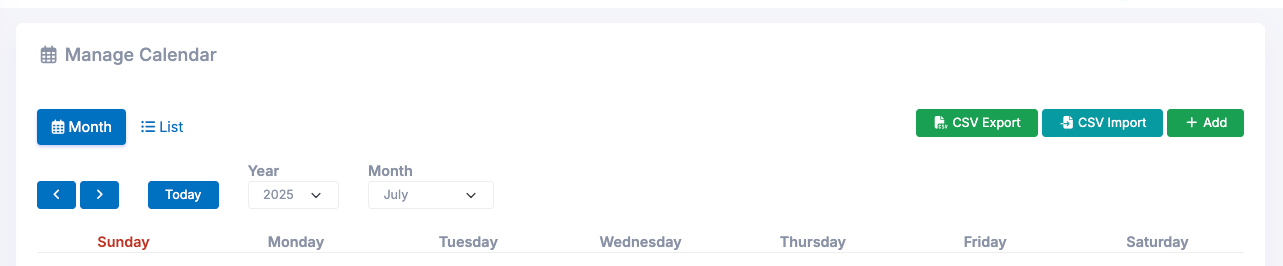 Manage Calendar
Month List CSV Export CSV Import + Add
Year Month
< > Today 2025 July
Sunday Monday Tuesday Wednesday Thursday Friday Saturday